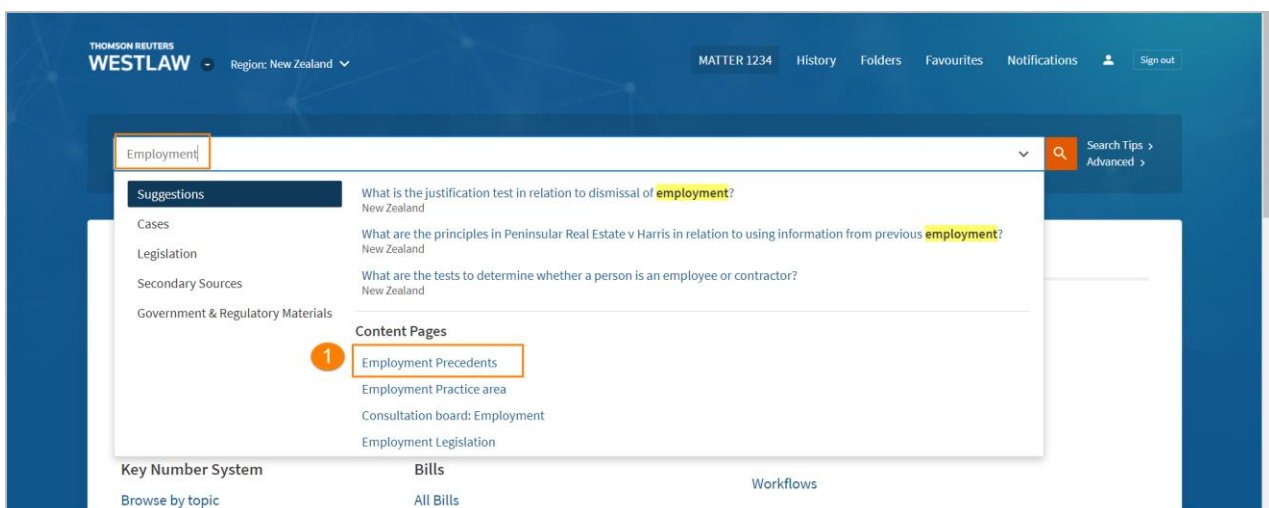 THOMSON REUTERS
WESTLAW Region: New Zealand
MATTER 1234 History Folders Favourites Notifications Sign out
Employment
Search Tips >
Advanced >
Suggestions
Cases
Legislation
Secondary Sources
Government & Regulatory Materials
What is the justification test in relation to dismissal of employment?
New Zealand
What are the principles in Peninsular Real Estate v Harris in relation to using information from previous employment?
New Zealand
What are the tests to determine whether a person is an employee or contractor?
New Zealand
Content Pages
1 Employment Precedents
Employment Practice area
Consultation board: Employment
Employment Legislation
Key Number System
Browse by topic
Bills
All Bills
Workflows